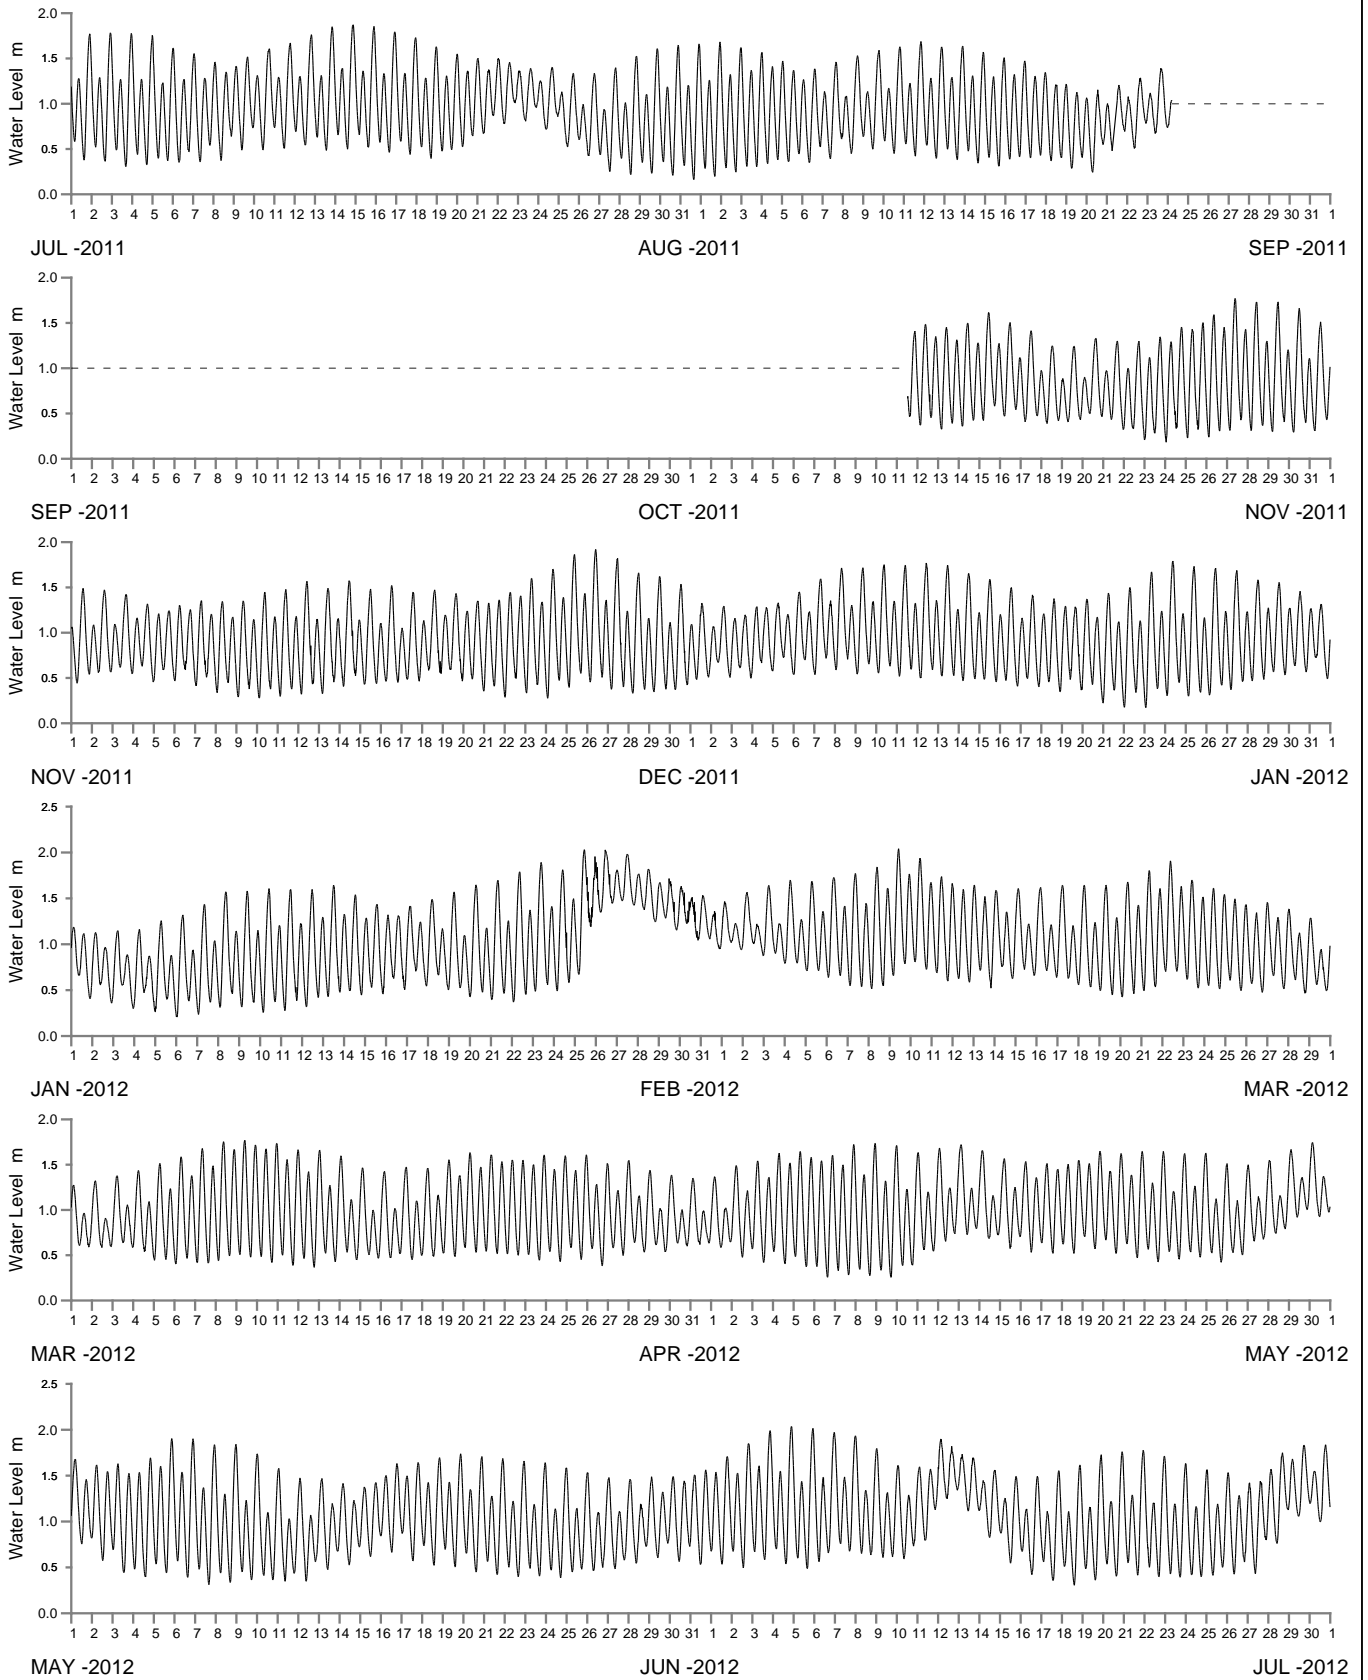 Water Level m
2.0
1.5
1.0
0.5
0.0
1 2 3 4 5 6 7 8 9 10 11 12 13 14 15 16 17 18 19 20 21 22 23 24 25 26 27 28 29 30 31 1 2 3 4 5 6 7 8 9 10 11 12 13 14 15 16 17 18 19 20 21 22 23 24 25 26 27 28 29 30 31 1
JUL -2011 AUG -2011 SEP -2011
Water Level m
2.0
1.5
1.0
0.5
0.0
1 2 3 4 5 6 7 8 9 10 11 12 13 14 15 16 17 18 19 20 21 22 23 24 25 26 27 28 29 30 1 2 3 4 5 6 7 8 9 10 11 12 13 14 15 16 17 18 19 20 21 22 23 24 25 26 27 28 29 30 31 1
SEP -2011 OCT -2011 NOV -2011
Water Level m
2.0
1.5
1.0
0.5
0.0
1 2 3 4 5 6 7 8 9 10 11 12 13 14 15 16 17 18 19 20 21 22 23 24 25 26 27 28 29 30 1 2 3 4 5 6 7 8 9 10 11 12 13 14 15 16 17 18 19 20 21 22 23 24 25 26 27 28 29 30 31 1
NOV -2011 DEC -2011 JAN -2012
Water Level m
2.5
2.0
1.5
1.0
0.5
0.0
1 2 3 4 5 6 7 8 9 10 11 12 13 14 15 16 17 18 19 20 21 22 23 24 25 26 27 28 29 30 31 1 2 3 4 5 6 7 8 9 10 11 12 13 14 15 16 17 18 19 20 21 22 23 24 25 26 27 28 29 1
JAN -2012 FEB -2012 MAR -2012
Water Level m
2.0
1.5
1.0
0.5
0.0
1 2 3 4 5 6 7 8 9 10 11 12 13 14 15 16 17 18 19 20 21 22 23 24 25 26 27 28 29 30 31 1 2 3 4 5 6 7 8 9 10 11 12 13 14 15 16 17 18 19 20 21 22 23 24 25 26 27 28 29 30 1
MAR -2012 APR -2012 MAY -2012
Water Level m
2.5
2.0
1.5
1.0
0.5
0.0
1 2 3 4 5 6 7 8 9 10 11 12 13 14 15 16 17 18 19 20 21 22 23 24 25 26 27 28 29 30 31 1 2 3 4 5 6 7 8 9 10 11 12 13 14 15 16 17 18 19 20 21 22 23 24 25 26 27 28 29 30 1
MAY -2012 JUN -2012 JUL -2012